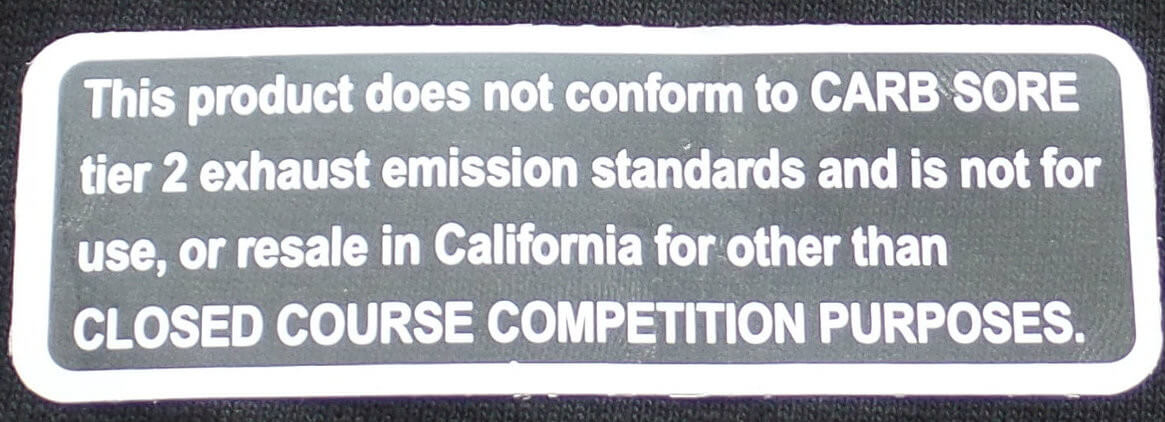 This product does not conform to CARB SORE
tier 2 exhaust emission standards and is not for
use, or resale in California for other than
CLOSED COURSE COMPETITION PURPOSES.